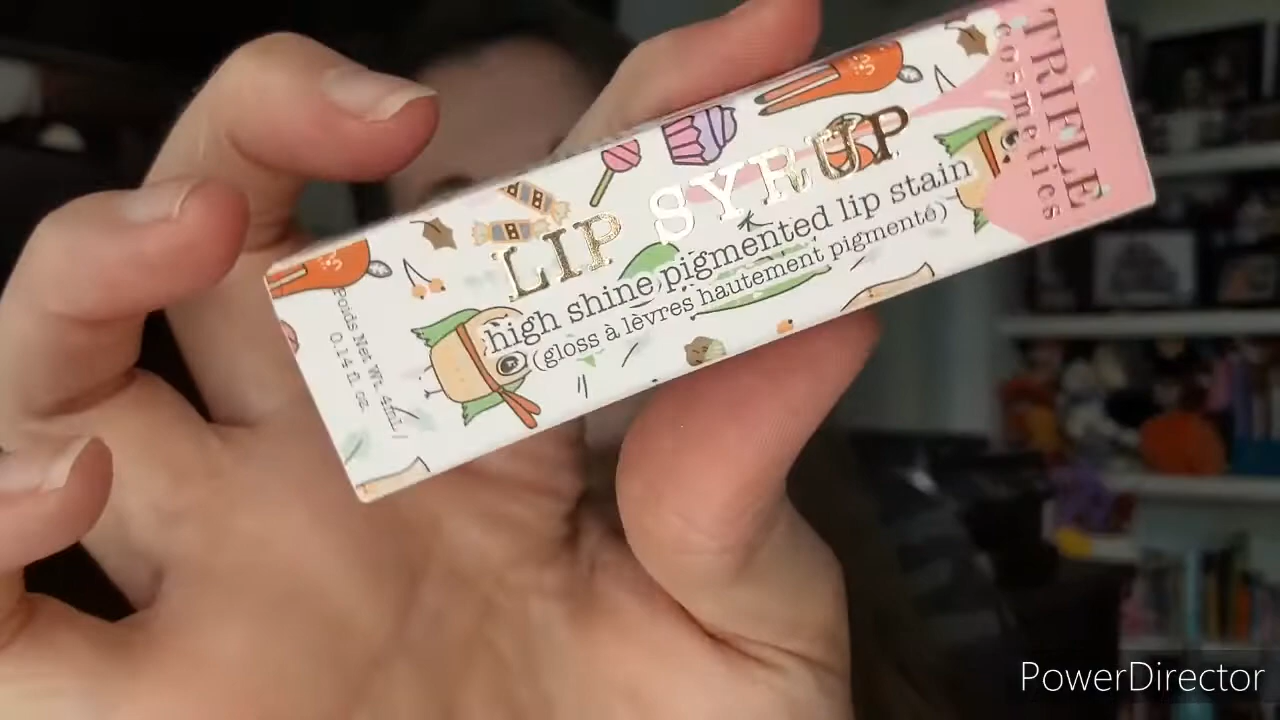 TRIFLE
cosmetics
LIP SYRUP
high shine pigmented lip stain
(gloss à lèvres hautement pigmenté)
Poids Net Wt. 4mL
0.14 fl. oz.
PowerDirector